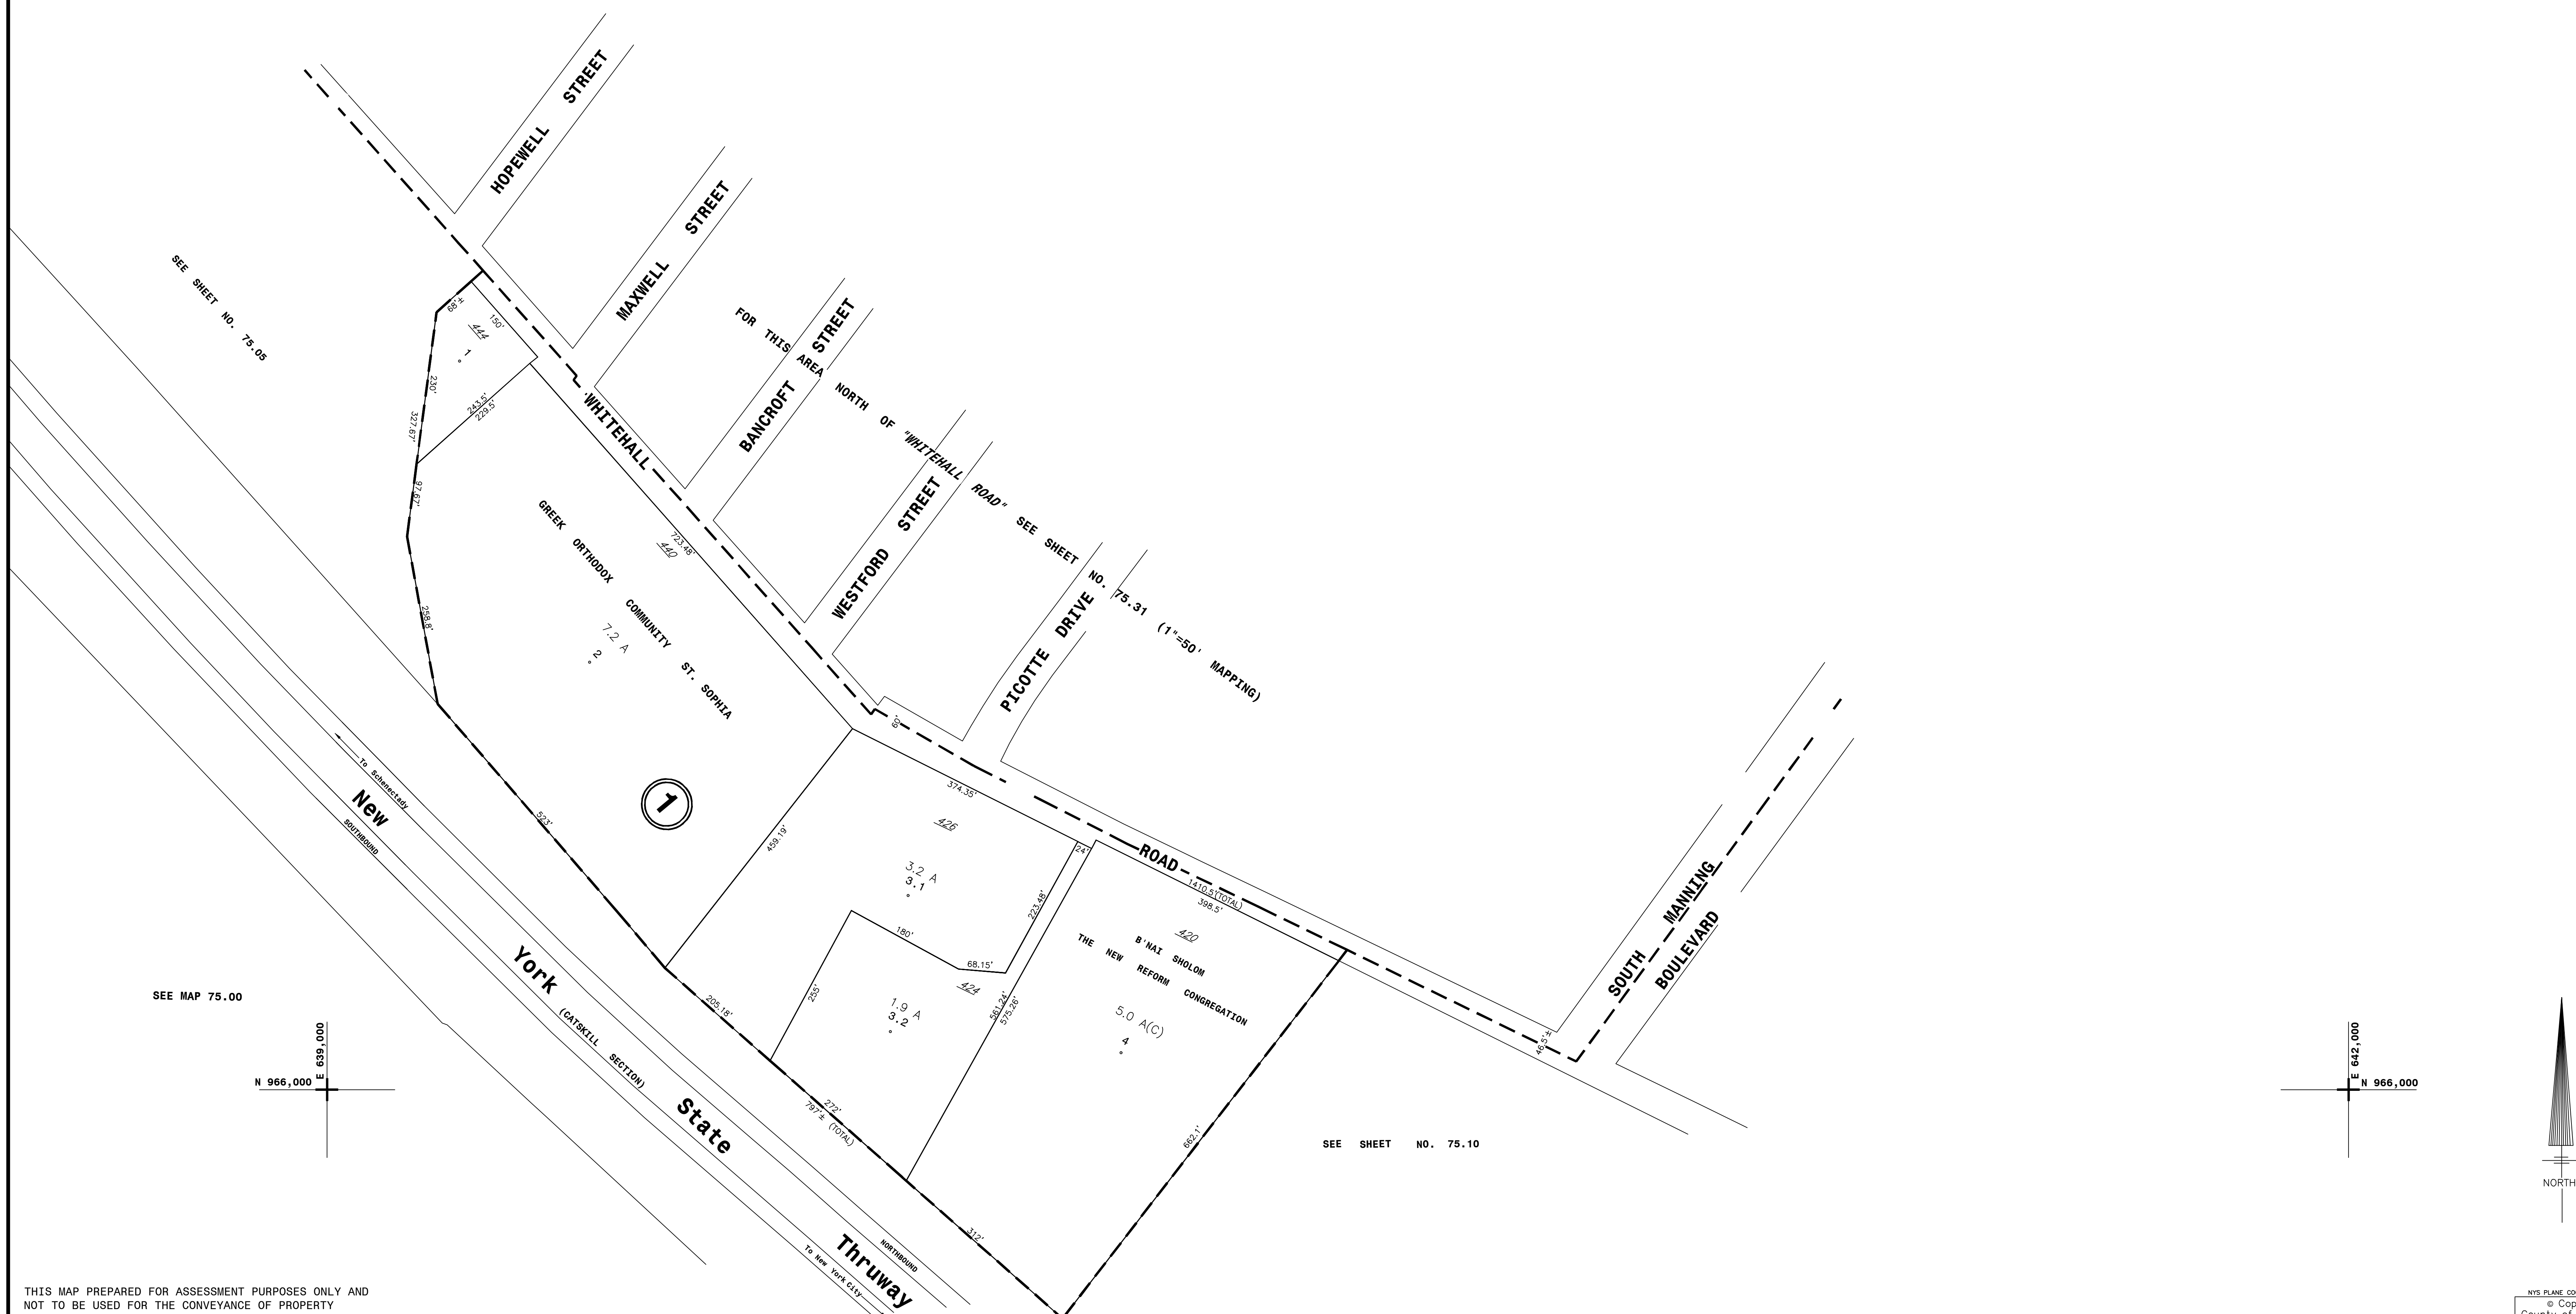 HOPEWELL STREET
MAXWELL STREET
BANCROFT STREET
WESTFORD STREET
PICOTTE DRIVE
FOR THIS AREA NORTH OF "WHITEHALL ROAD" SEE SHEET NO. 75.31 (1"=50' MAPPING)
SEE SHEET NO. 75.05
WHITEHALL
ROAD
68'±
150'
444
1
230'
327.67'
243.5'
229.5'
97.67'
258.8'
723.48'
440
GREEK ORTHODOX COMMUNITY ST. SOPHIA
7.2 A
2
523'
1
459.19'
60'
374.35'
426
3.2 A
3.1
24'
223.48'
180'
68.15'
255'
424
1.9 A
3.2
205.18'
561.24'
575.26'
272'
797'± (TOTAL)
1410.5'(TOTAL)
398.5'
420
B'NAI SHOLOM
THE NEW REFORM CONGREGATION
5.0 A(C)
4
662.1'
312'
46.5'±
SOUTH MANNING
BOULEVARD
To Schenectady
SOUTHBOUND
New York State Thruway
(CATSKILL SECTION)
NORTHBOUND
To New York City
SEE MAP 75.00
SEE SHEET NO. 75.10
E 639,000
N 966,000
E 642,000
N 966,000
NORTH
THIS MAP PREPARED FOR ASSESSMENT PURPOSES ONLY AND
NOT TO BE USED FOR THE CONVEYANCE OF PROPERTY
NYS PLANE
©